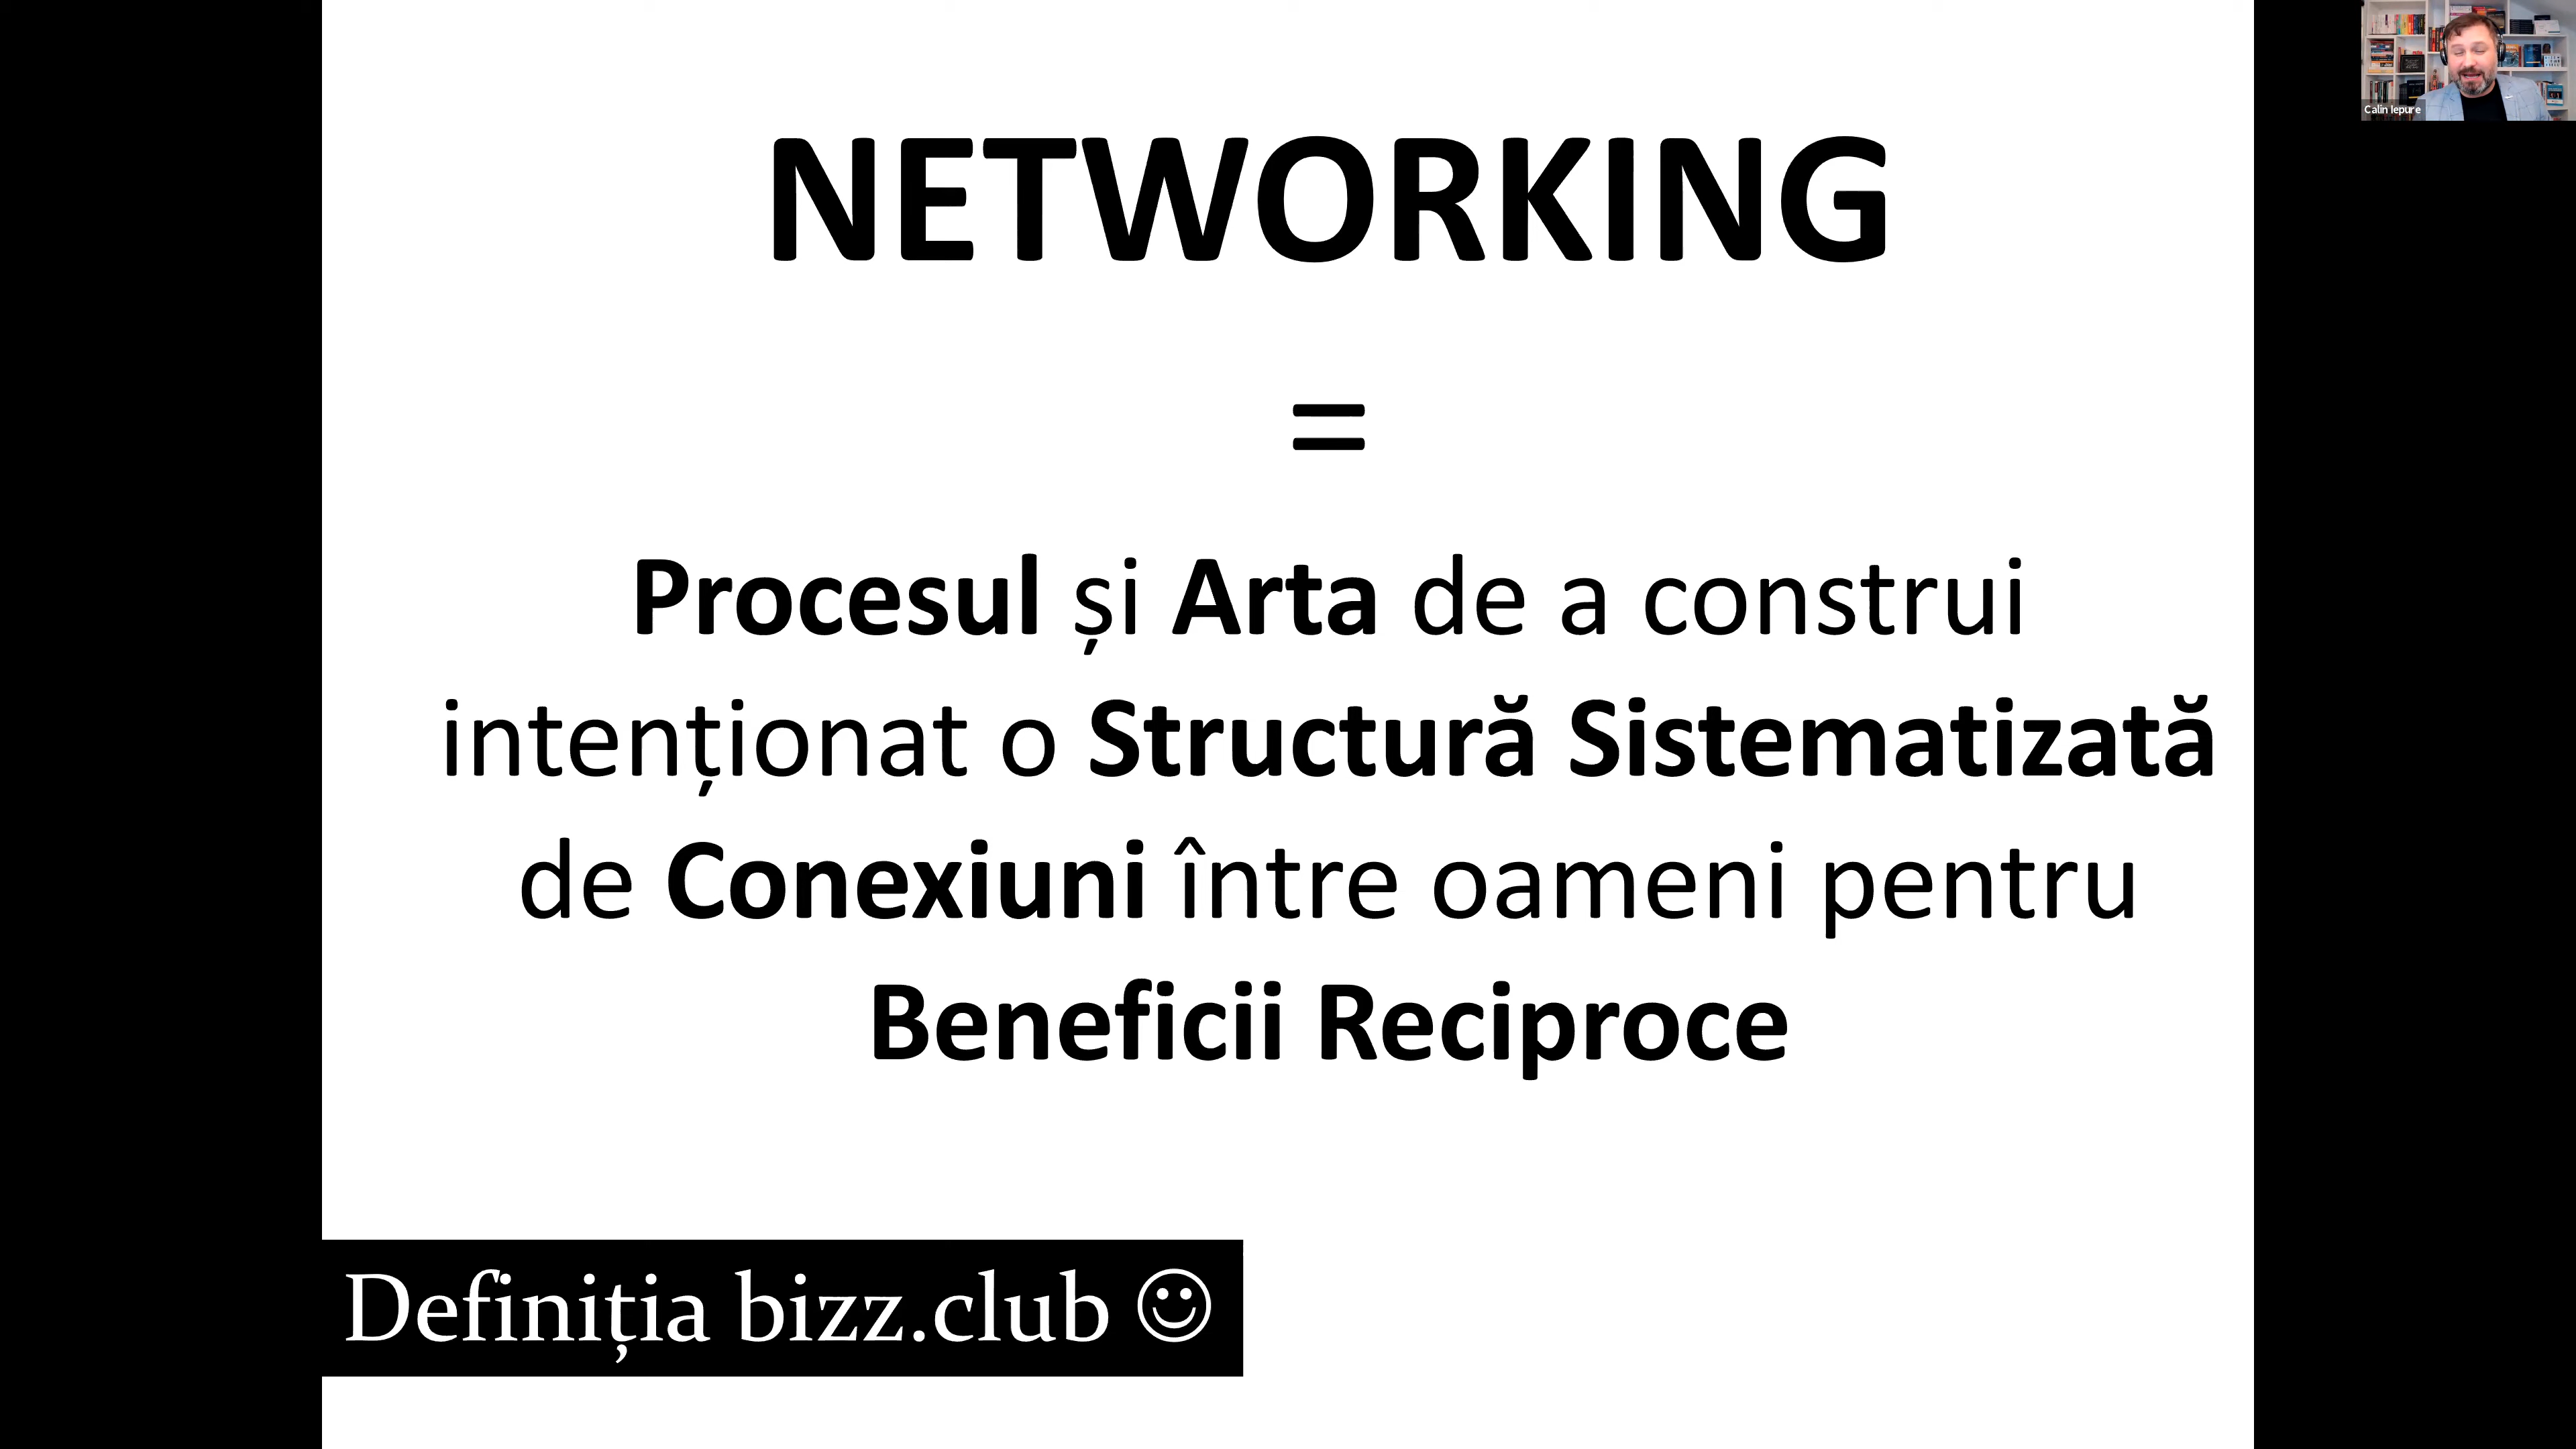 NETWORKING
=
Procesul și Arta de a construi
intenționat o Structură Sistematizată
de Conexiuni între oameni pentru
Beneficii Reciproce
Definiția bizz.club ☺
Calin Iepure